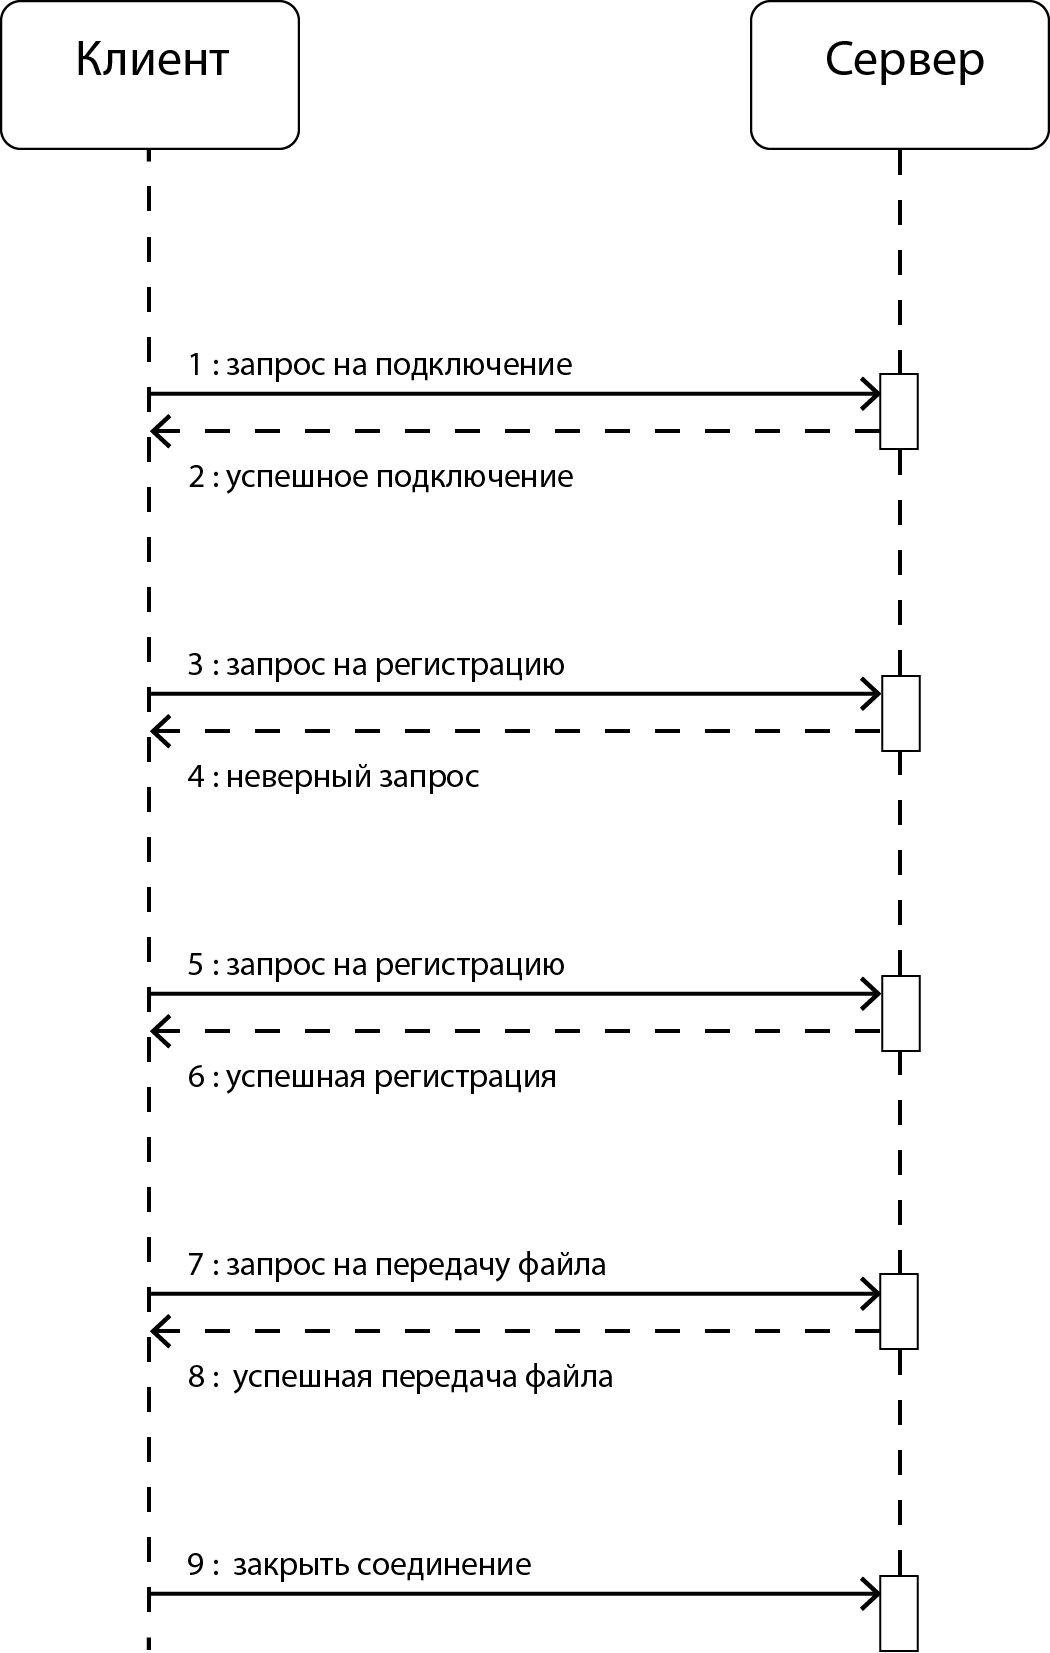 Клиент
Сервер
1 : запрос на подключение
2 : успешное подключение
3 : запрос на регистрацию
4 : неверный запрос
5 : запрос на регистрацию
6 : успешная регистрация
7 : запрос на передачу файла
8 :  успешная передача файла
9 :  закрыть соединение